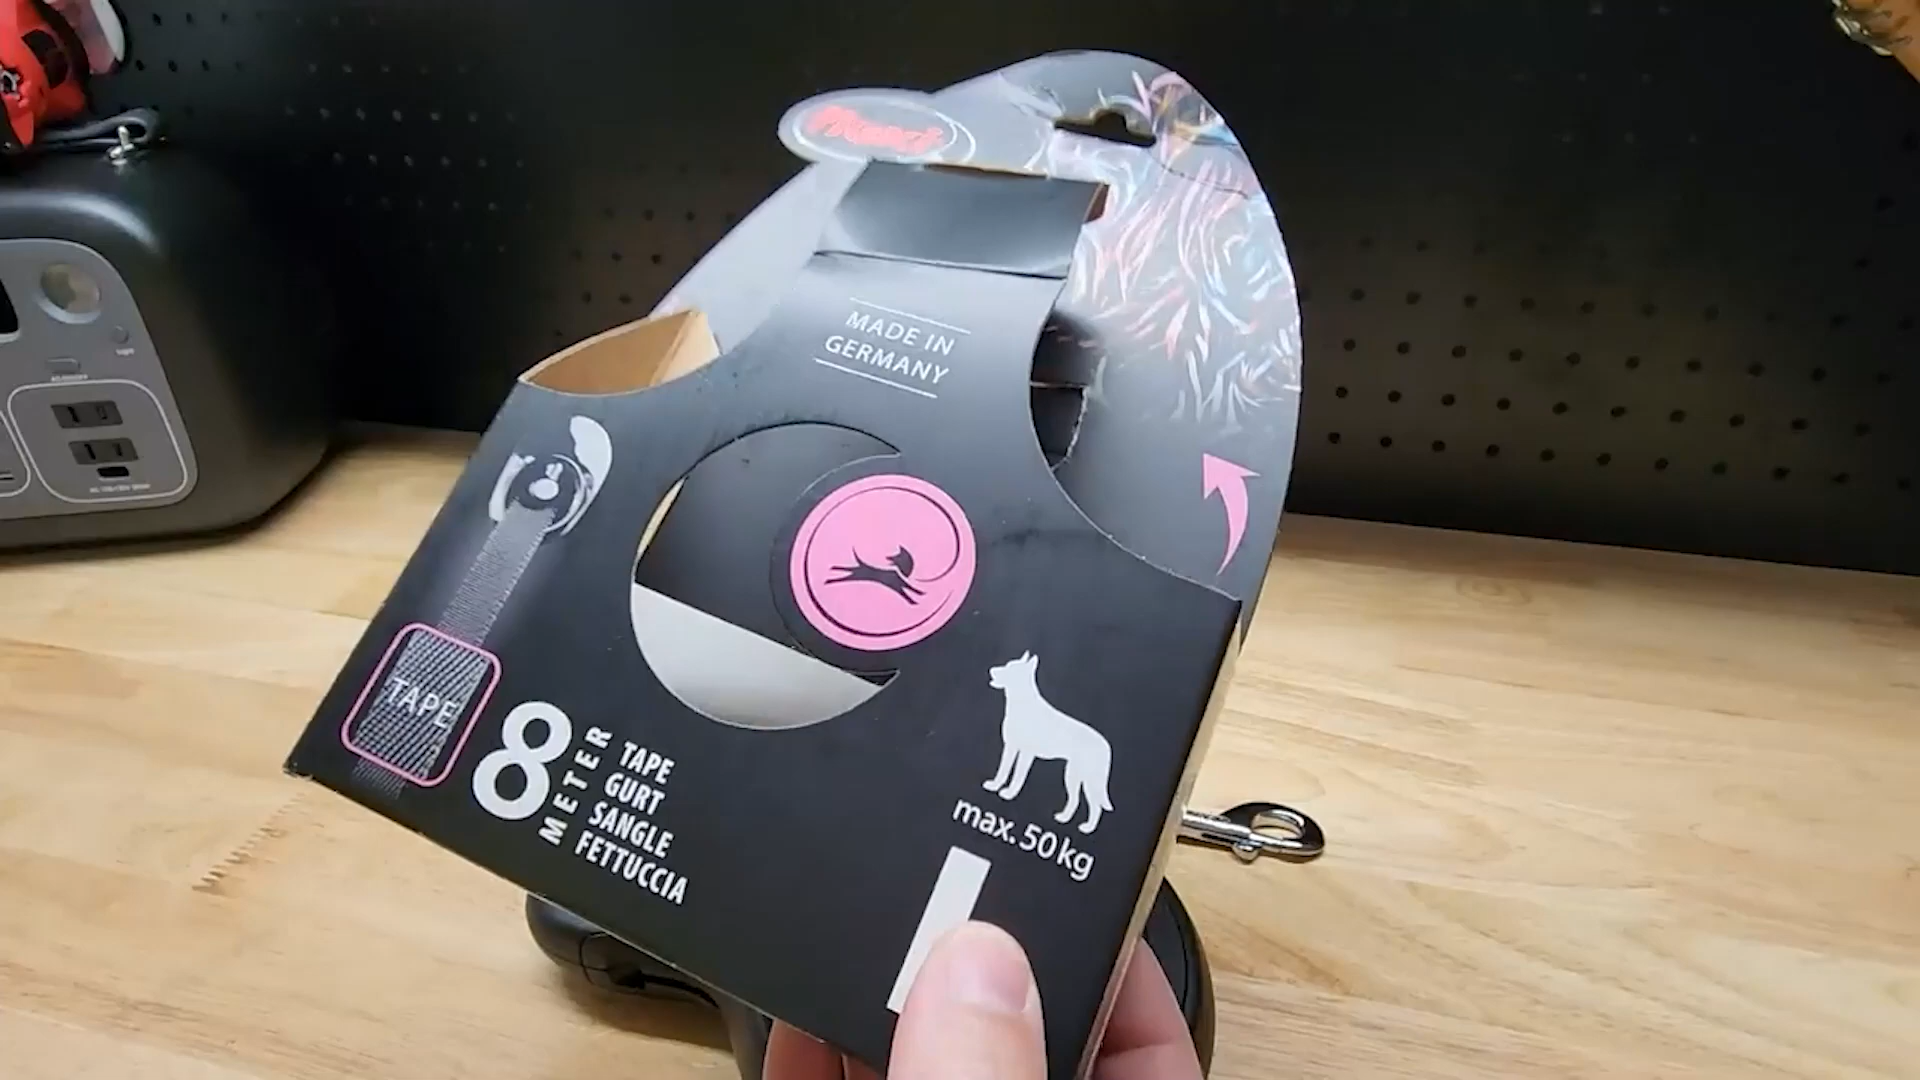 MADE IN
GERMANY
TAPE
8
METER
TAPE
GURT
SANGLE
FETTUCCIA
max. 50 kg